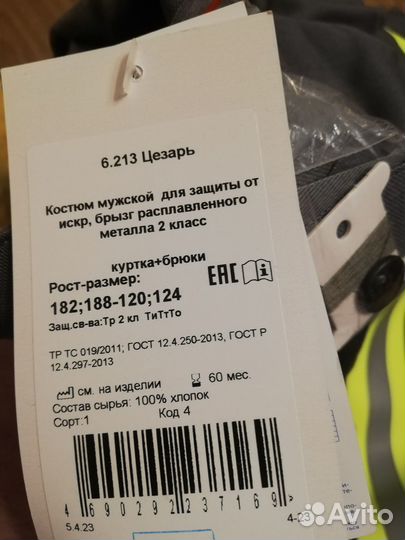 6.213 Цезарь
Костюм мужской для защиты от
искр, брызг расплавленного
металла 2 класс
куртка+брюки
Рост-размер:
182;188-120;124
EAC
Защ.св-ва:Тр 2 кл ТиТтТо
ТР ТС 019/2011; ГОСТ 12.4.250-2013, ГОСТ Р
12.4.297-2013
см. на изделии 60 мес.
Состав сырья: 100% хлопок
Сорт:1 Код 4
4 690292 237169 >
5.4.23 4-23
Avito